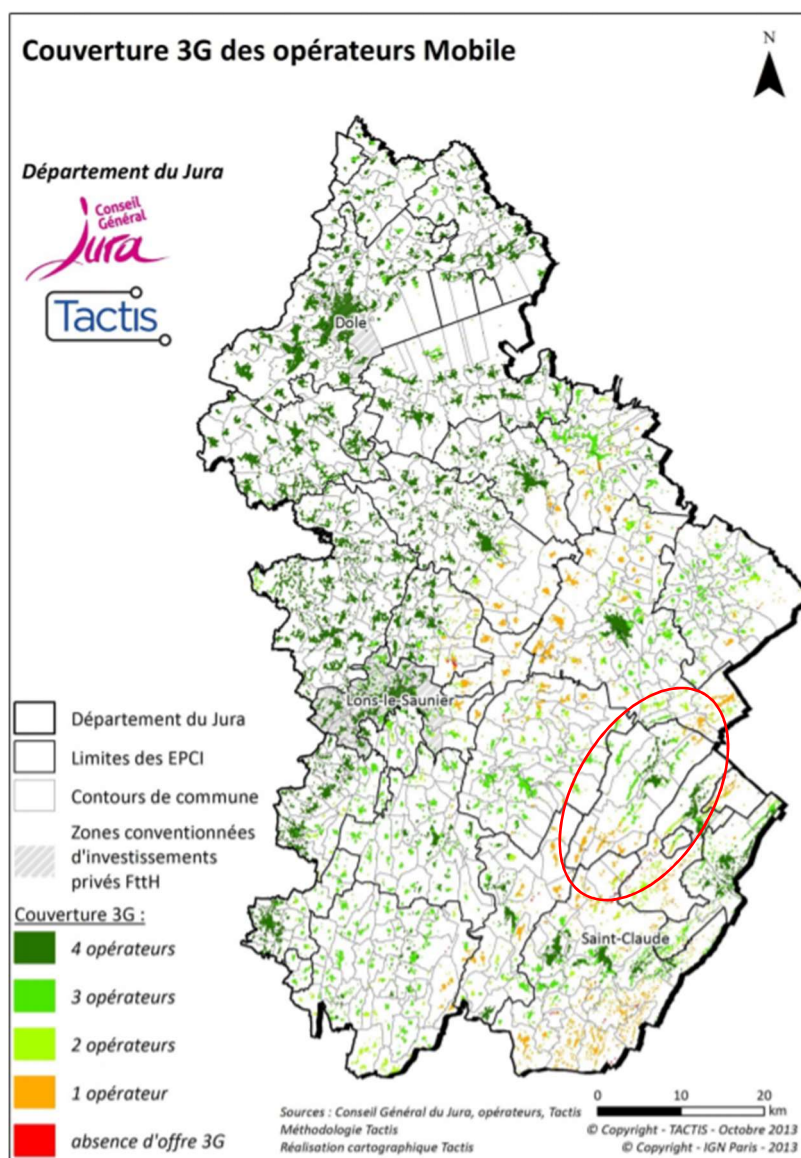 Couverture 3G des opérateurs Mobile
N
Département du Jura
Conseil
Général
Jura
Tactis
Dole
Lons-le-Saunier
Saint-Claude
Département du Jura
Limites des EPCI
Contours de commune
Zones conventionnées
d'investissements
privés FttH
Couverture 3G :
4 opérateurs
3 opérateurs
2 opérateurs
1 opérateur
absence d'offre 3G
0 10 20
km
Sources : Conseil Général du Jura, opérateurs, Tactis
Méthodologie Tactis
Réalisation cartographique Tactis
© Copyright - TACTIS - Octobre 2013
© Copyright - IGN Paris - 2013